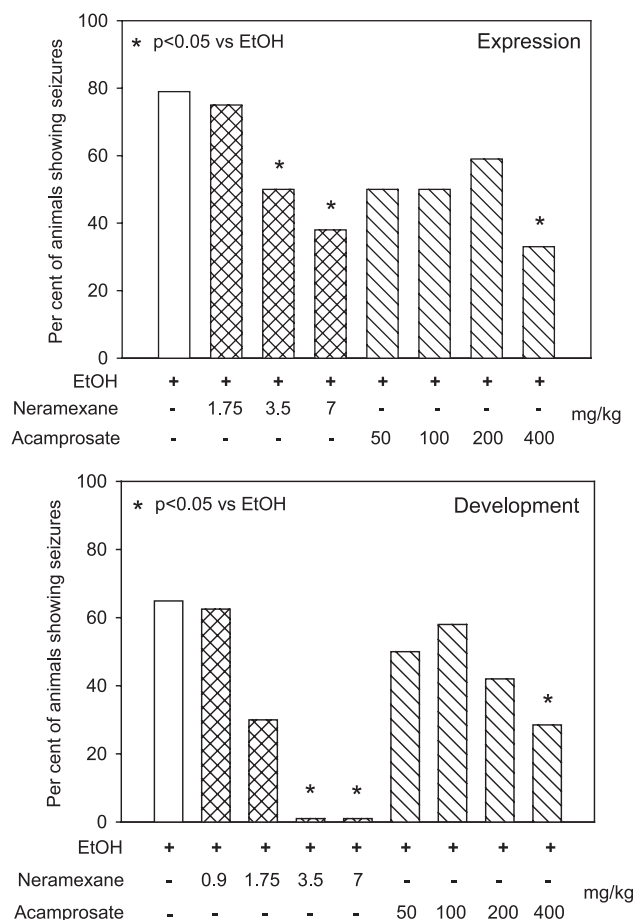 100
* p<0.05 vs EtOH
Expression
80
60
40
20
0
Per cent of animals showing seizures
* * *
EtOH + + + + + + + +
Neramexane - 1.75 3.5 7 - - - - mg/kg
Acamprosate - - - - 50 100 200 400
100
* p<0.05 vs EtOH
Development
80
60
40
20
0
Per cent of animals showing seizures
* * *
EtOH + + + + + + + + +
Neramexane - 0.9 1.75 3.5 7 - - - - mg/kg
Acamprosate - - - - - 50 100 200 400